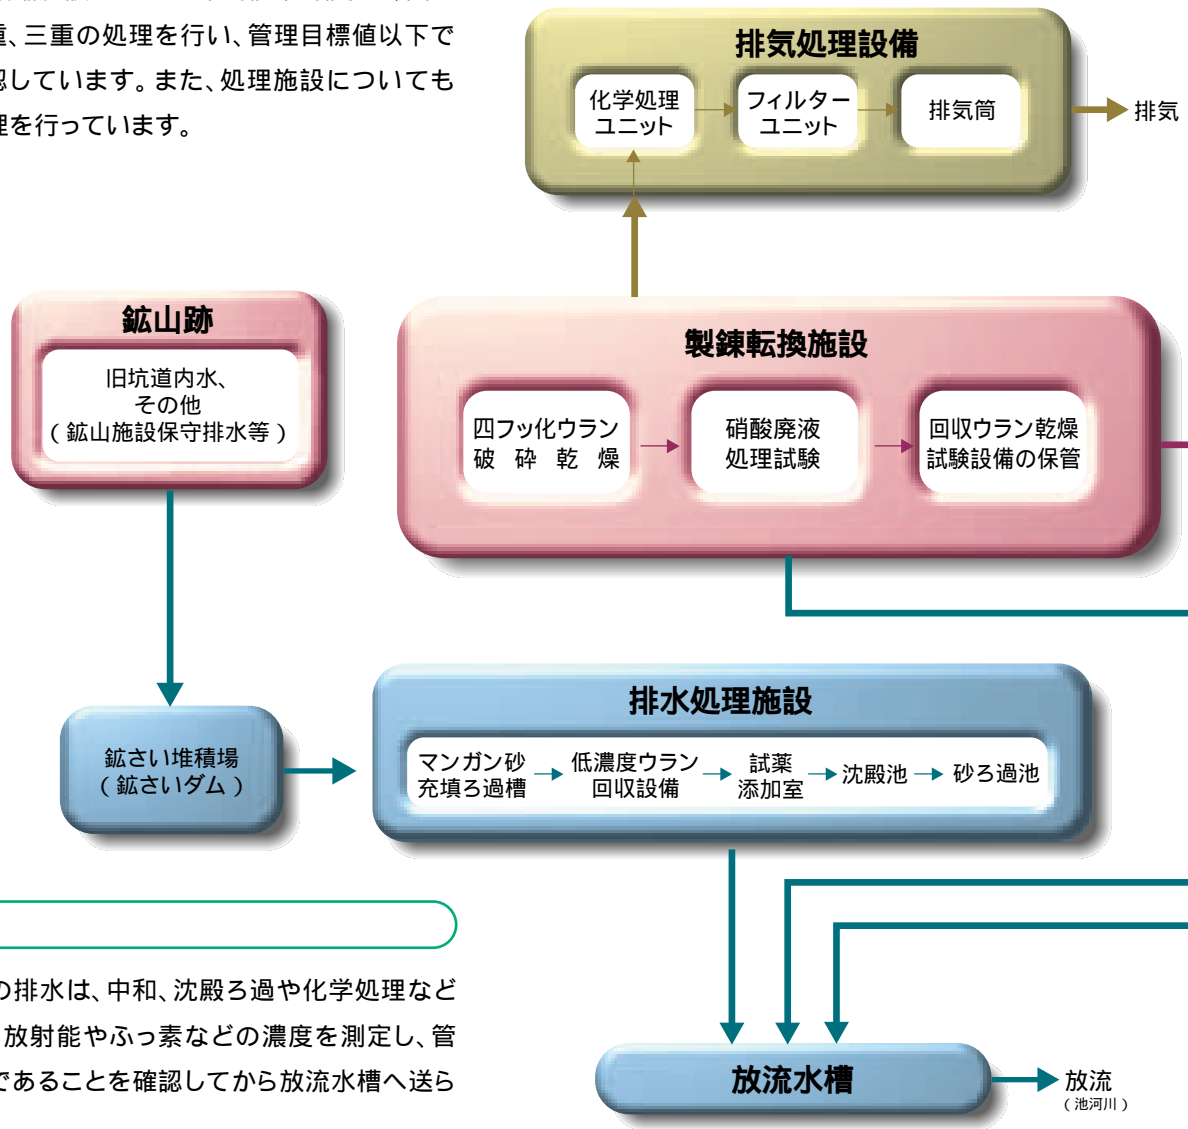 重、三重の処理を行い、管理目標値以下で
認しています。また、処理施設についても
理を行っています。
排気処理設備
化学処理
ユニット
フィルター
ユニット
排気筒
排気
鉱山跡
旧坑道内水、
その他
(鉱山施設保守排水等)
製錬転換施設
四フッ化ウラン
破砕乾燥
硝酸廃液
処理試験
回収ウラン乾燥
試験設備の保管
鉱さい堆積場
(鉱さいダム)
排水処理施設
マンガン砂
充填ろ過槽
低濃度ウラン
回収設備
試薬
添加室
沈殿池
砂ろ過池
の排水は、中和、沈殿ろ過や化学処理など
放射能やふっ素などの濃度を測定し、管
であることを確認してから放流水槽へ送ら
放流水槽
放流
(池河川)